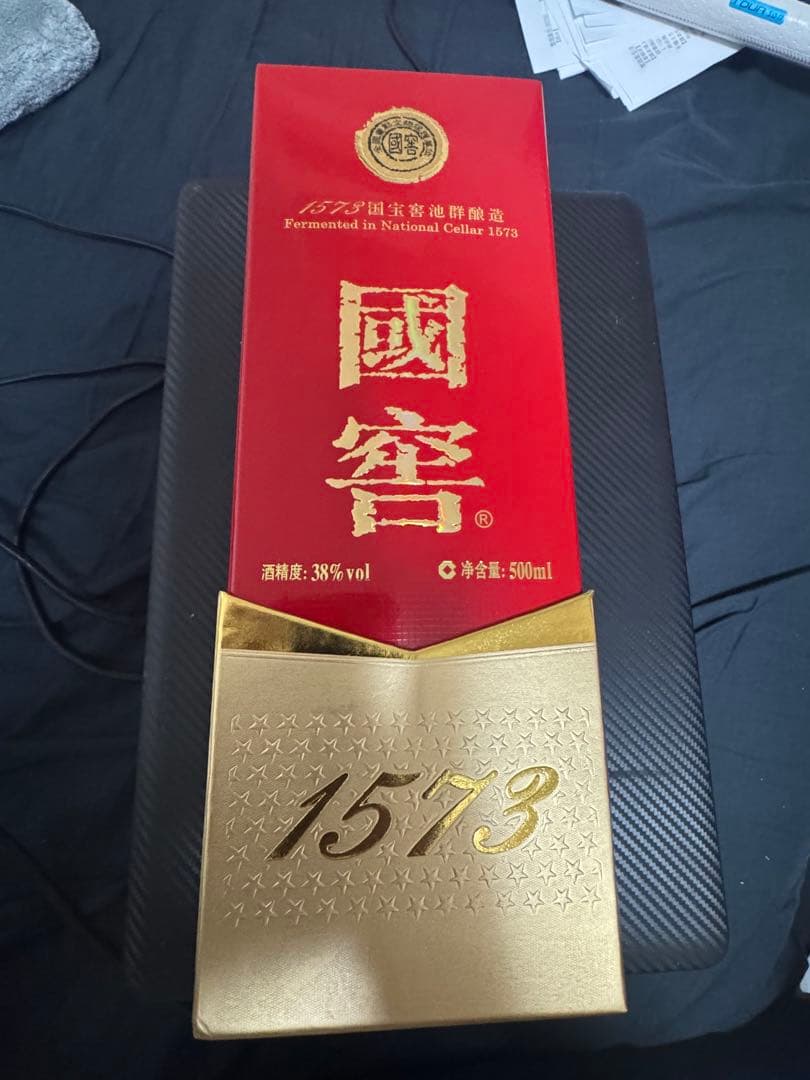 國窖
1573国宝窖池群酿造
Fermented in National Cellar 1573
國
窖®
酒精度: 38%vol
净含量: 500ml
1573